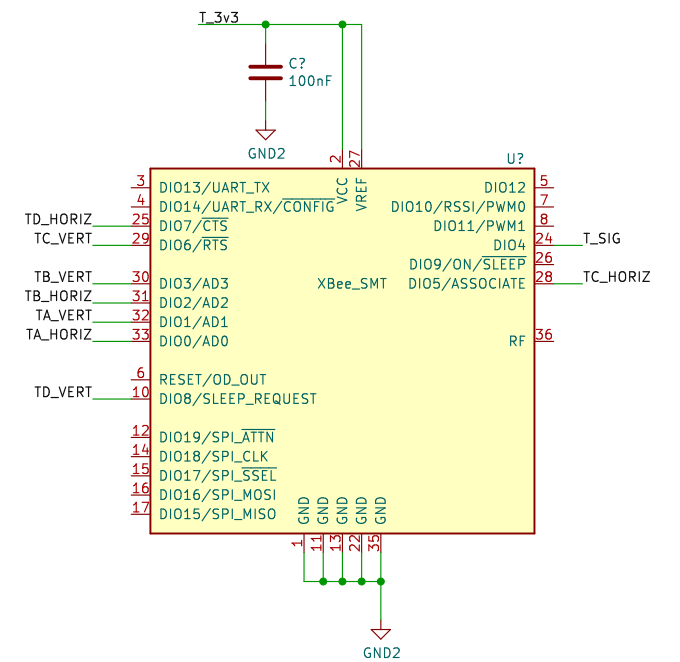 T_3v3
C?
100nF
GND2
U?
2
27
VCC
VREF
3 DIO13/UART_TX
4 DIO14/UART_RX/CONFIG
TD_HORIZ 25 DIO7/CTS
TC_VERT 29 DIO6/RTS
TB_VERT 30 DIO3/AD3
TB_HORIZ 31 DIO2/AD2
TA_VERT 32 DIO1/AD1
TA_HORIZ 33 DIO0/AD0
6 RESET/OD_OUT
TD_VERT 10 DIO8/SLEEP_REQUEST
12 DIO19/SPI_ATTN
14 DIO18/SPI_CLK
15 DIO17/SPI_SSEL
16 DIO16/SPI_MOSI
17 DIO15/SPI_MISO
XBee_SMT
DIO12 5
DIO10/RSSI/PWM0 7
DIO11/PWM1 8
DIO4 24 T_SIG
DIO9/ON/SLEEP 26
DIO5/ASSOCIATE 28 TC_HORIZ
RF 36
GND GND GND GND GND
1 11 13 22 35
GND2